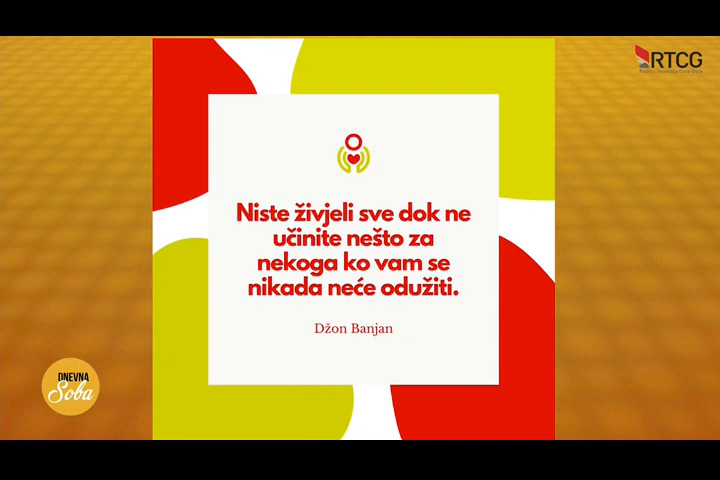 RTCG
Niste živjeli sve dok ne
učinite nešto za
nekoga ko vam se
nikada neće odužiti.
Džon Banjan
DNEVNA
Soba